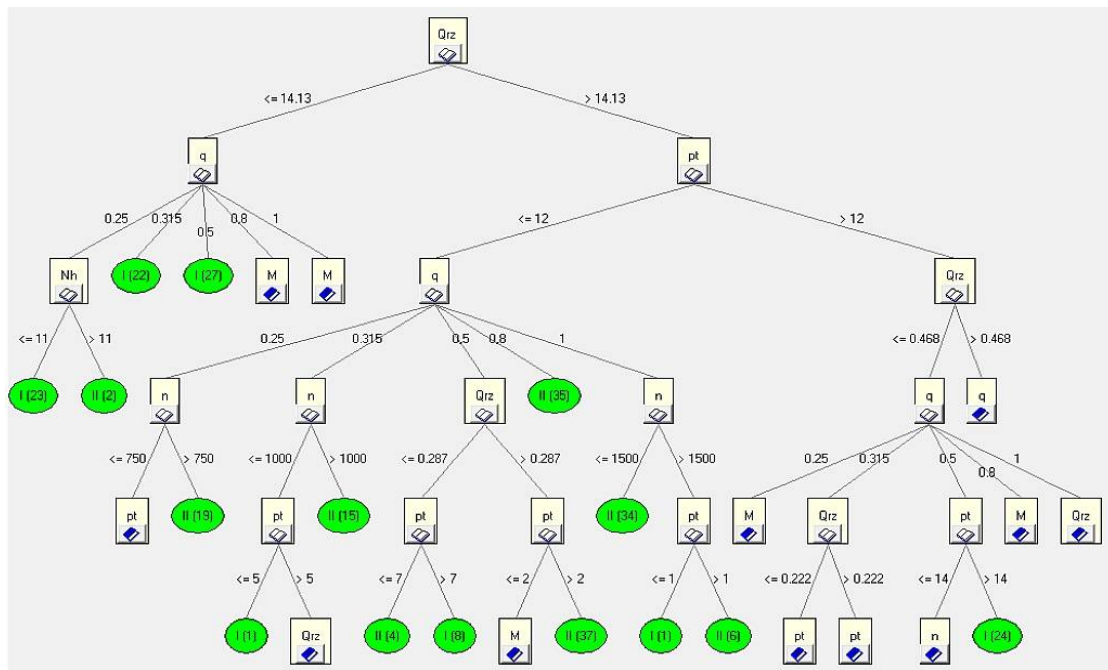 Qrz
<= 14.13 > 14.13
q pt
0.25 0.315 0.5 0.8 1 <= 12 > 12
Nh I (22) I (27) M M q Qrz
<= 11 > 11 0.25 0.315 0.5 0.8 1 <= 0.468 > 0.468
I (23) II (2) n n Qrz II (35) n q q
<= 750 > 750 <= 1000 > 1000 <= 0.287 > 0.287 <= 1500 > 1500 0.25 0.315 0.5 0.8 1
pt II (19) pt II (15) pt pt II (34) pt M Qrz pt M Qrz
<= 5 > 5 <= 7 > 7 <= 2 > 2 <= 1 > 1 <= 0.222 > 0.222 <= 14 > 14
I (1) Qrz II (4) I (8) M II (37) I (1) II (6) pt pt n I (24)